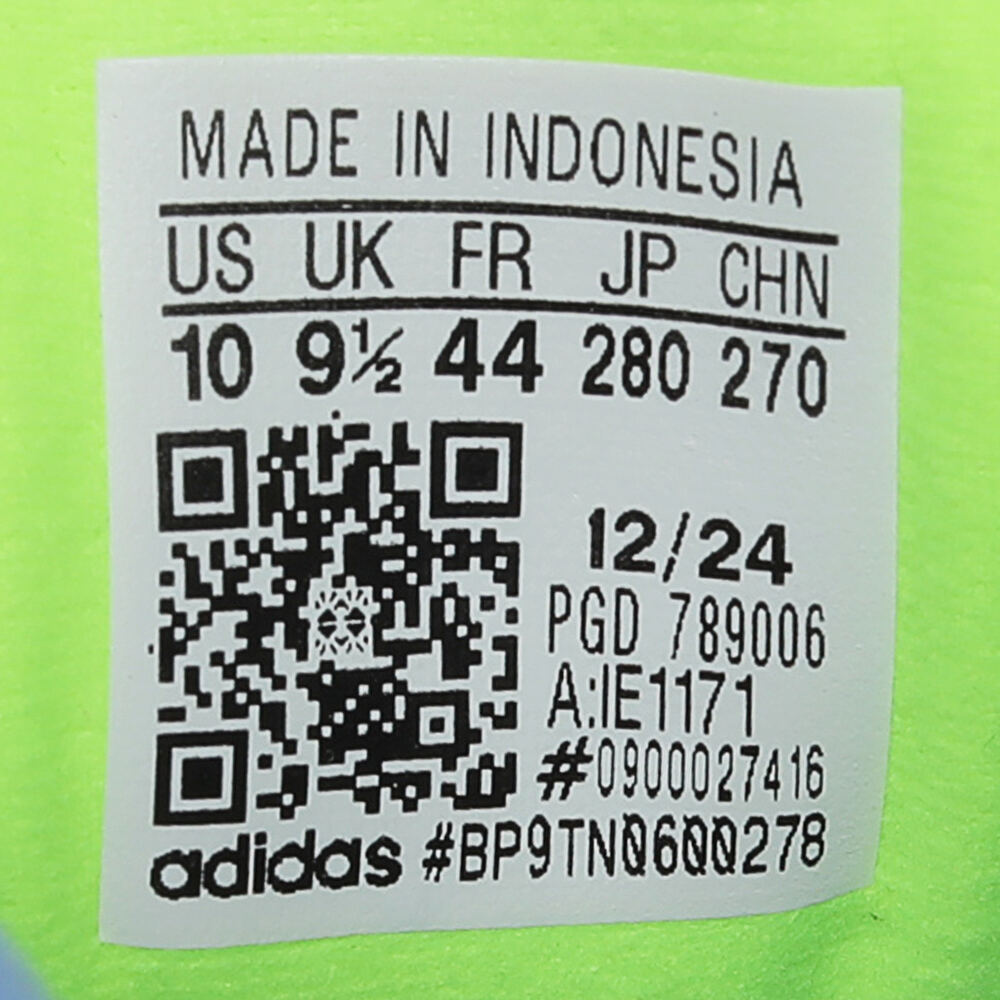 MADE IN INDONESIA
US UK FR JP CHN
10 9½ 44 280 270
12/24
PGD 789006
A:IE1171
#0900027416
adidas #BP9TN0600278